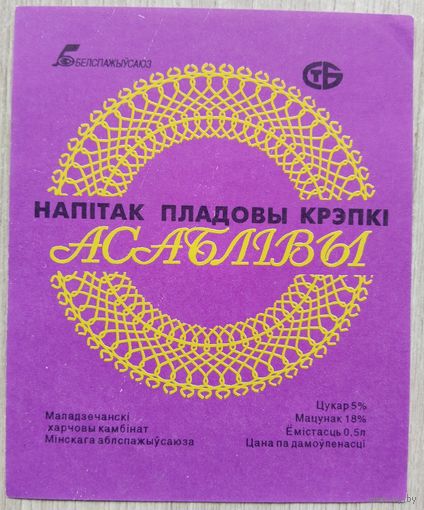 БЕЛСПАЖЫЎСАЮЗ
СТБ
НАПІТАК ПЛАДОВЫ КРЭПКІ
АСАБЛІВЫ
Маладзечанскі
харчовы камбінат
Мінскага аблспажыўсаюза
Цукар 5%
Мацунак 18%
Ёмістасць 0,5л
Цана па дамоўленасці